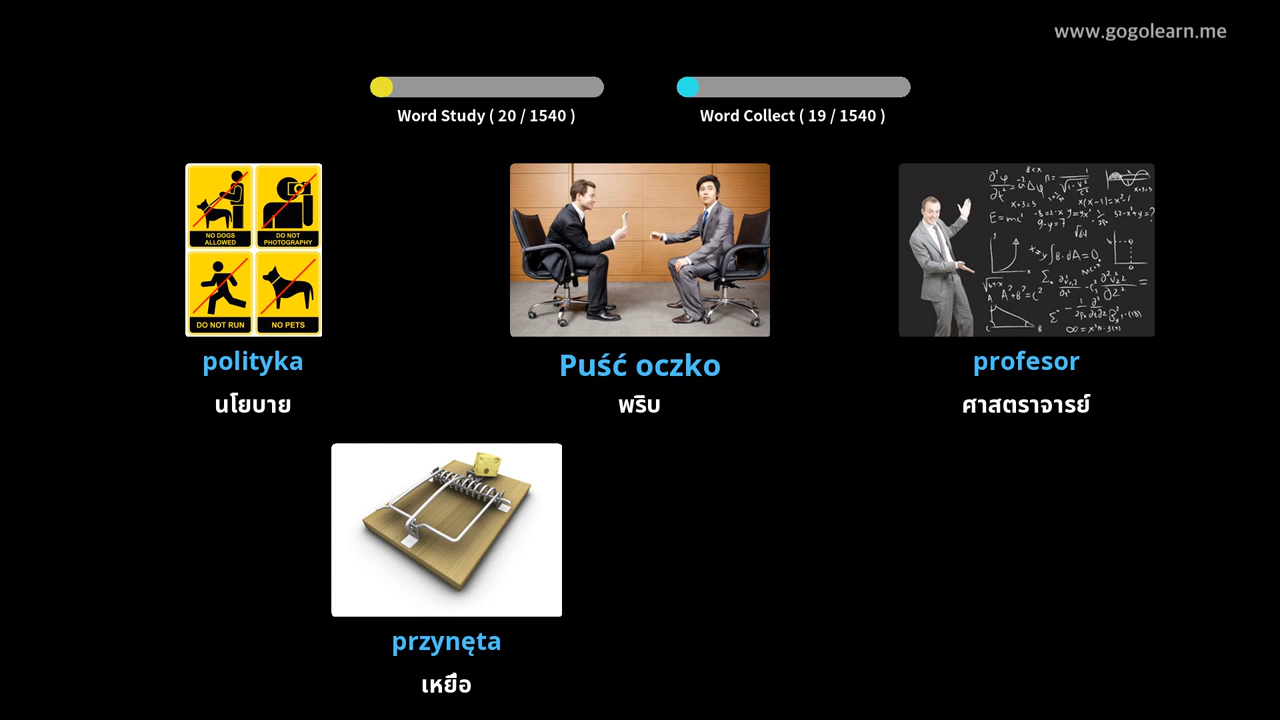 www.gogolearn.me
Word Study ( 20 / 1540 )
Word Collect ( 19 / 1540 )
NO DOGS
ALLOWED
DO NOT
PHOTOGRAPHY
DO NOT RUN
NO PETS
polityka
นโยบาย
Puść oczko
พริบ
profesor
ศาสตราจารย์
przynęta
เหยื่อ